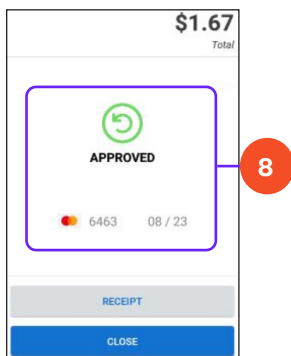 $1.67
Total
APPROVED
6463 08 / 23
8
RECEIPT
CLOSE